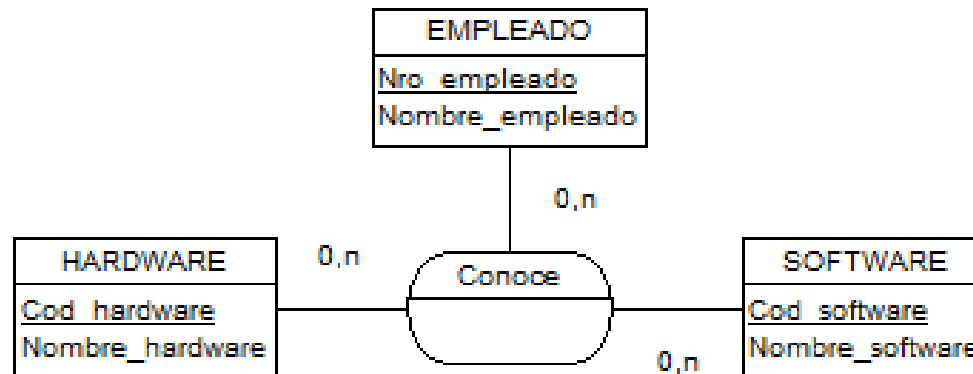 EMPLEADO
Nro_empleado
Nombre_empleado
0,n
HARDWARE
Cod_hardware
Nombre_hardware
0,n
Conoce
SOFTWARE
Cod_software
Nombre_software
0,n